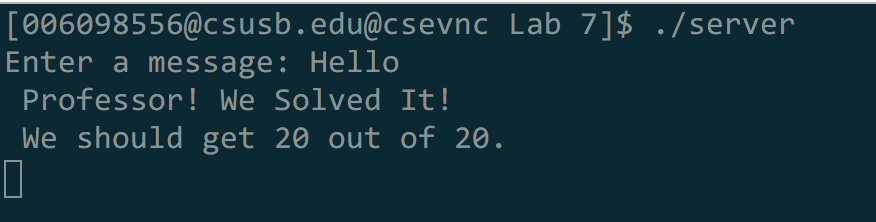 [006098556@csusb.edu@csevnc Lab 7]$ ./server
Enter a message: Hello
 Professor! We Solved It!
 We should get 20 out of 20.